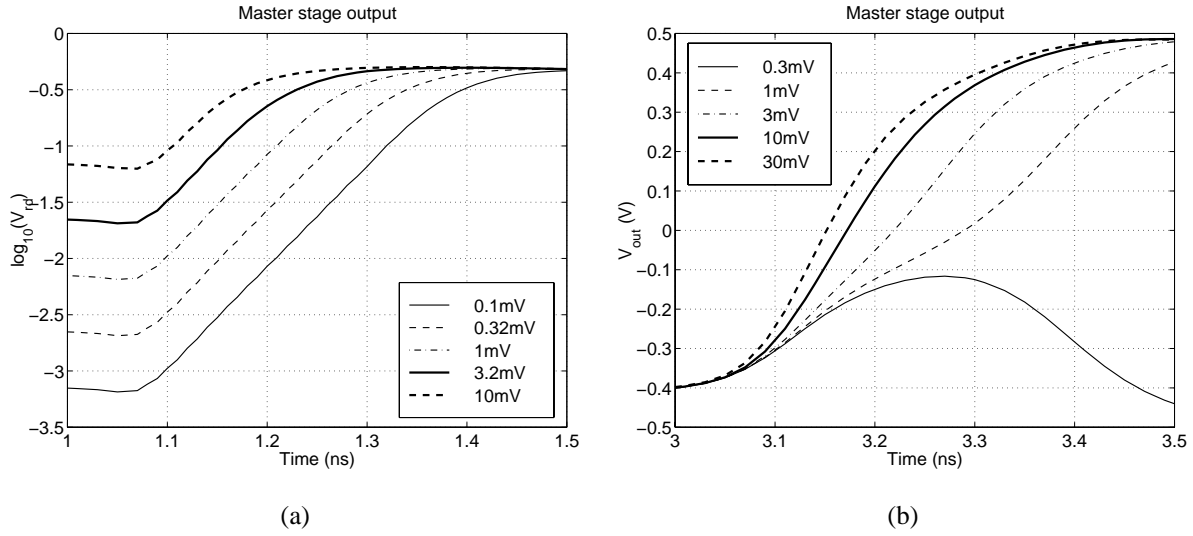 Master stage output
0
−0.5
−1
−1.5
−2
−2.5
−3
−3.5
log10(Vrd)
0.1mV
0.32mV
1mV
3.2mV
10mV
1 1.1 1.2 1.3 1.4 1.5
Time (ns)
(a)
Master stage output
0.5
0.4
0.3
0.2
0.1
0
−0.1
−0.2
−0.3
−0.4
−0.5
Vout (V)
0.3mV
1mV
3mV
10mV
30mV
3 3.1 3.2 3.3 3.4 3.5
Time (ns)
(b)